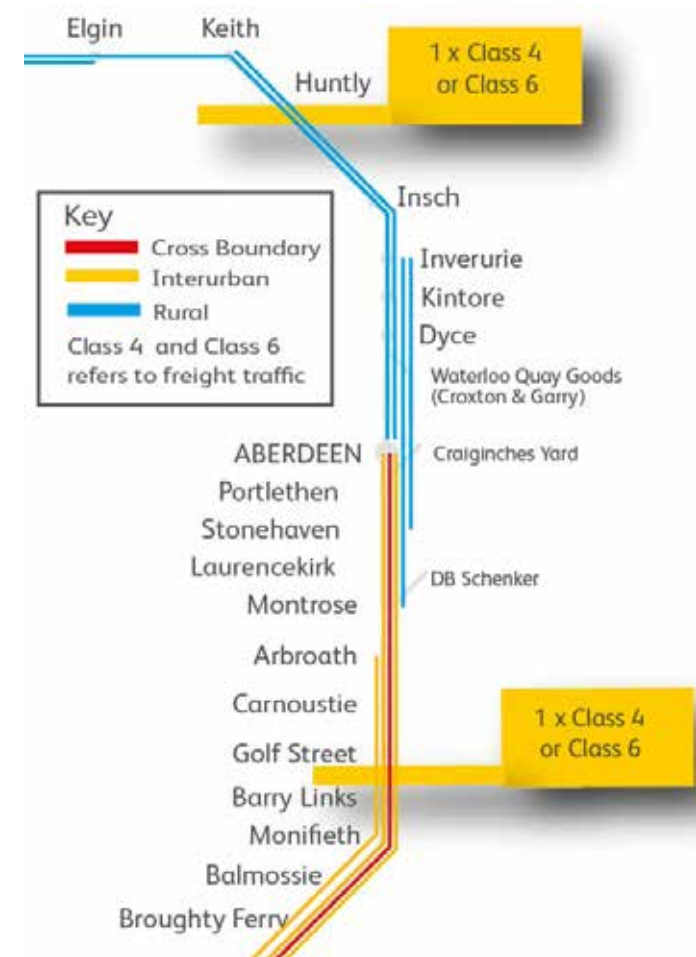 Elgin
Keith
1 x Class 4
or Class 6
Huntly
Insch
Key
Cross Boundary
Interurban
Rural
Class 4 and Class 6
refers to freight traffic
Inverurie
Kintore
Dyce
Waterloo Quay Goods
(Croxton & Garry)
ABERDEEN
Craiginches Yard
Portlethen
Stonehaven
Laurencekirk
DB Schenker
Montrose
Arbroath
Carnoustie
1 x Class 4
or Class 6
Golf Street
Barry Links
Monifieth
Balmossie
Broughty Ferry